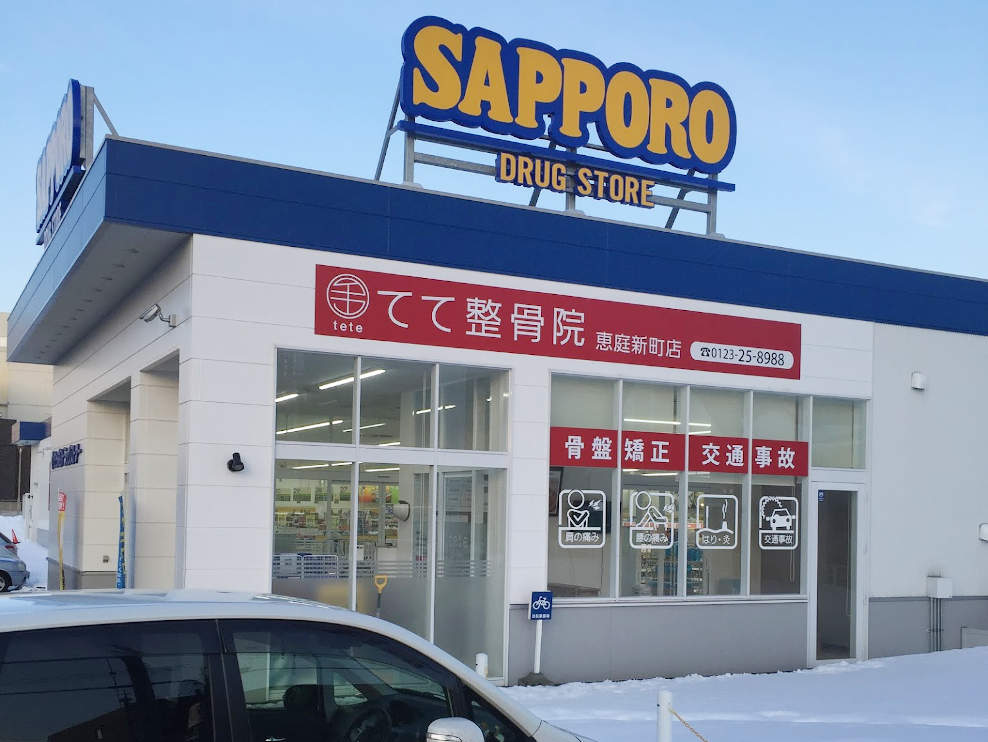 SAPPORO
DRUG STORE
SAPPORO
tete
てて整骨院 恵庭新町店 ☎0123-25-8988
骨盤矯正 交通事故
肩の痛み
腰の痛み
はり・灸
交通事故